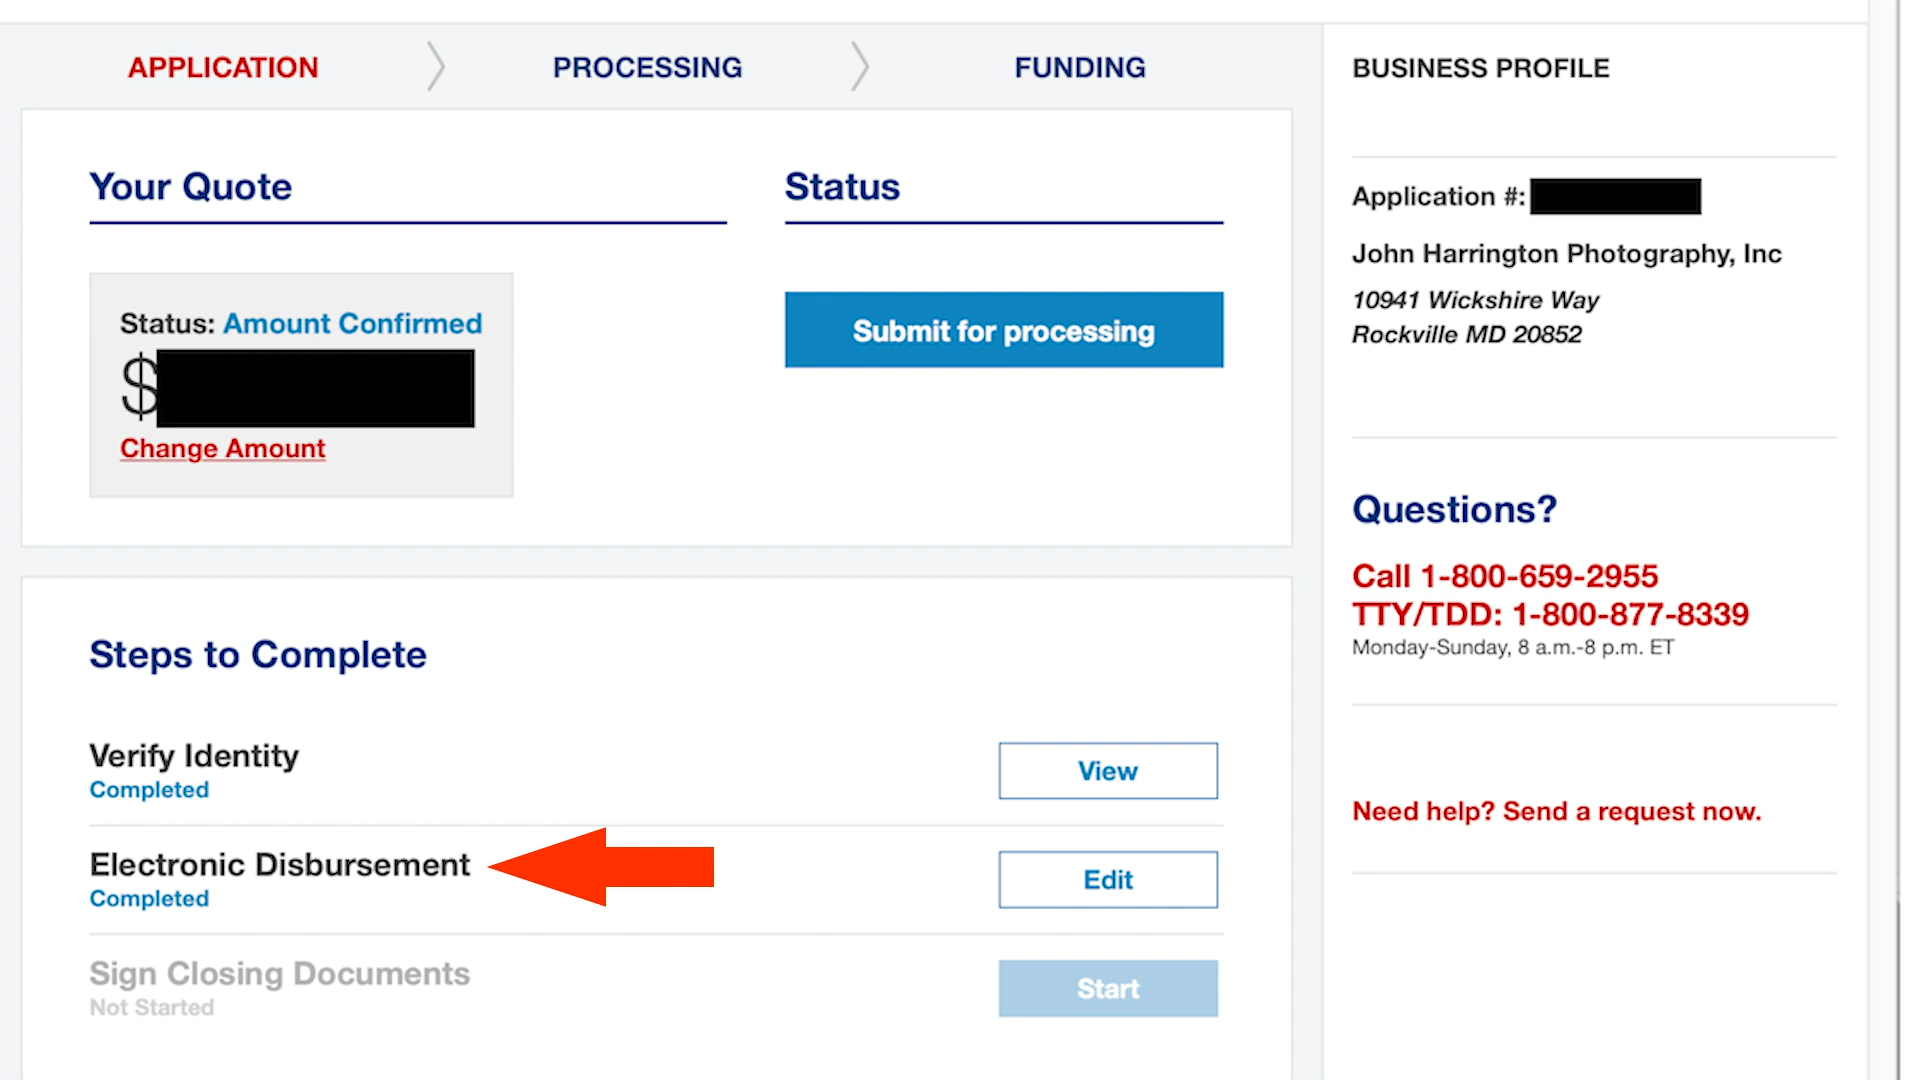 APPLICATION
PROCESSING
FUNDING
Your Quote
Status
Status: Amount Confirmed
$
Change Amount
Submit for processing
Steps to Complete
Verify Identity
Completed
View
Electronic Disbursement
Completed
Edit
Sign Closing Documents
Not Started
Start
BUSINESS PROFILE
Application #:
John Harrington Photography, Inc
10941 Wickshire Way
Rockville MD 20852
Questions?
Call 1-800-659-2955
TTY/TDD: 1-800-877-8339
Monday-Sunday, 8 a.m.-8 p.m. ET
Need help? Send a request now.